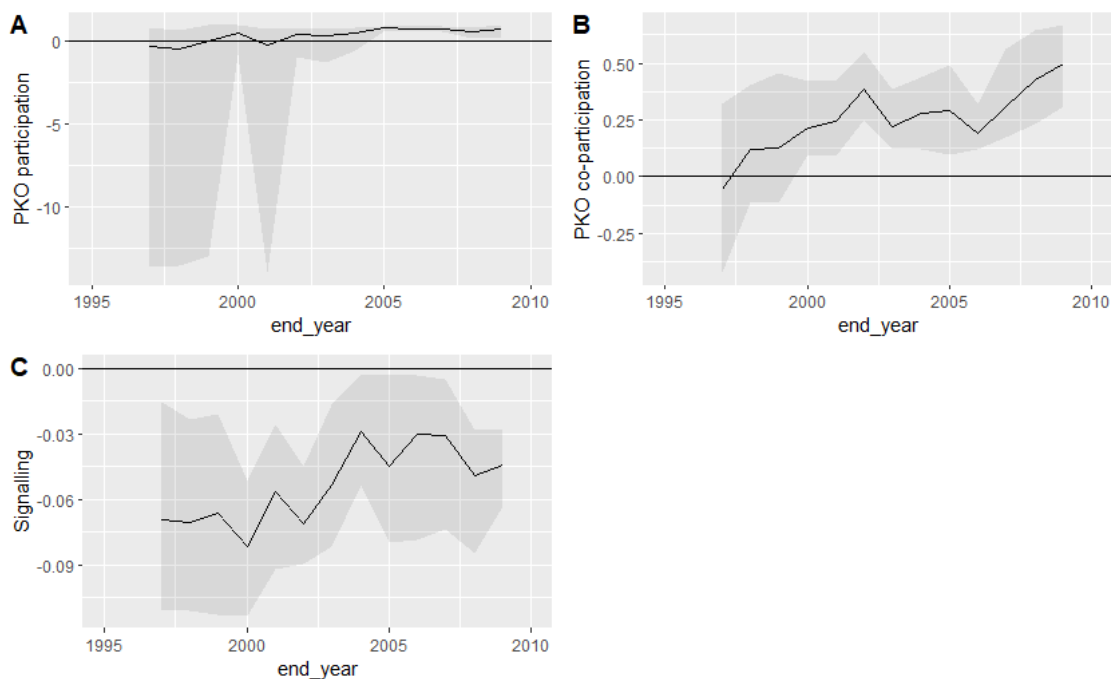 A
PKO participation
0
-5
-10
1995 2000 2005 2010
end_year
B
PKO co-participation
0.50
0.25
0.00
-0.25
1995 2000 2005 2010
end_year
C
Signalling
0.00
-0.03
-0.06
-0.09
1995 2000 2005 2010
end_year